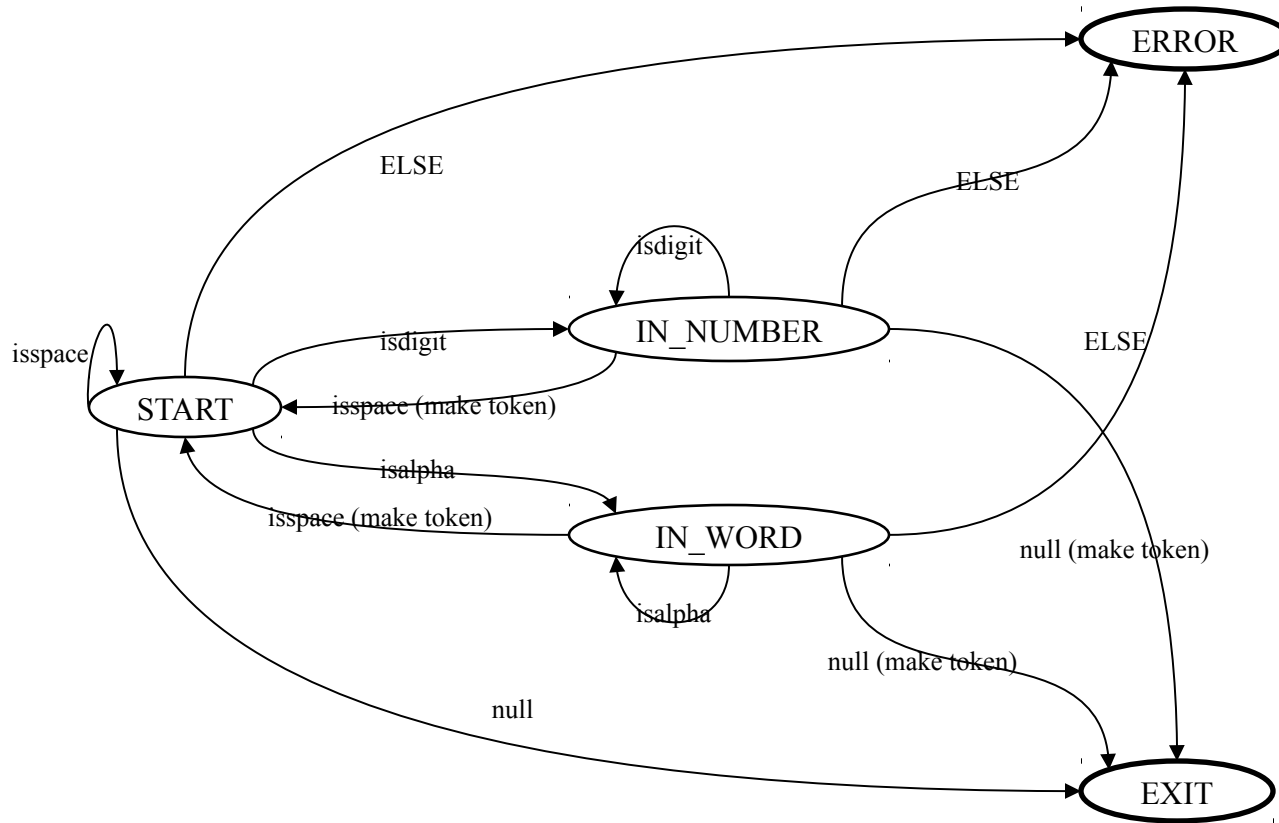 ERROR
ELSE
ELSE
isdigit
IN_NUMBER
isdigit
ELSE
isspace
START
isspace (make token)
isalpha
isspace (make token)
IN_WORD
null (make token)
isalpha
null (make token)
null
EXIT